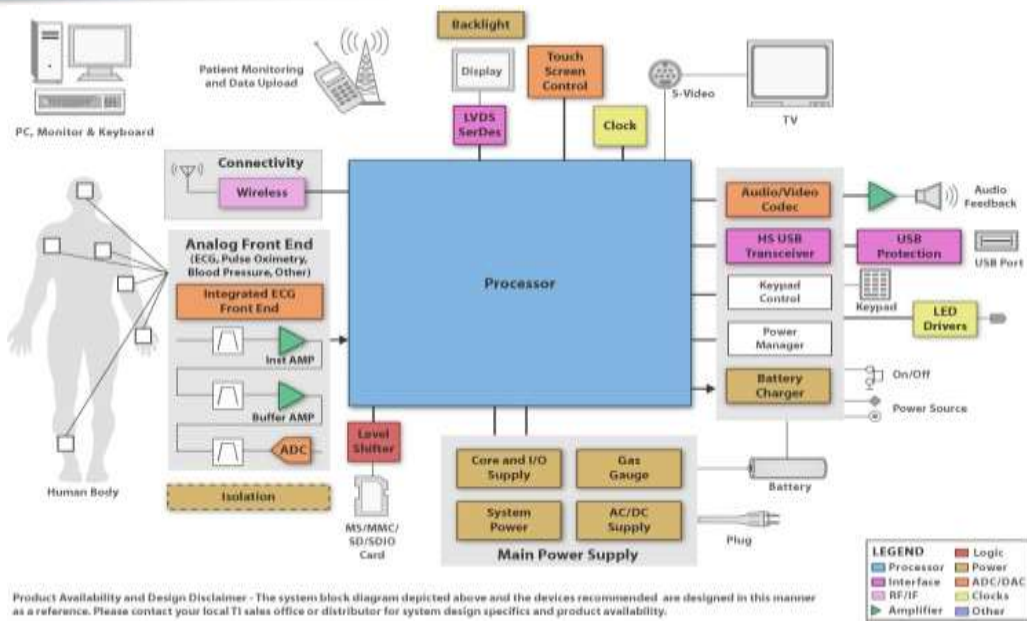 Backlight
Patient Monitoring
and Data Upload
Display
Touch
Screen
Control
S-Video
TV
PC, Monitor & Keyboard
LVDS
SerDes
Clock
Connectivity
Wireless
Analog Front End
(ECG, Pulse Oximetry,
Blood Pressure, Other)
Integrated ECG
Front End
Inst AMP
Buffer AMP
ADC
Isolation
Human Body
Processor
Audio/Video
Codec
Audio
Feedback
HS USB
Transceiver
USB
Protection
USB Port
Keypad
Control
Keypad
LED
Drivers
Power
Manager
Battery
Charger
On/Off
Power Source
Level
Shifter
MS/MMC/
SD/SDIO
Card
Core and I/O
Supply
Gas
Gauge
System
Power
AC/DC
Supply
Main Power Supply
Battery
Plug
LEGEND
Processor
Interface
RF/IF
Amplifier
Logic
Power
ADC/DAC
Clocks
Other
Product Availability and Design Disclaimer - The system block diagram depicted above and the devices recommended are designed in this manner
as a reference. Please contact your local TI sales office or distributor for system design specifics and product availability.